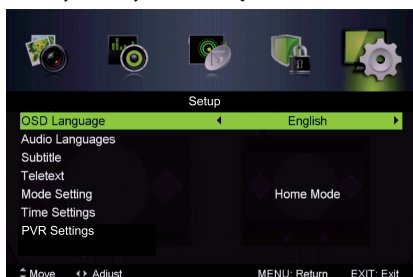 Setup
OSD Language English
Audio Languages
Subtitle
Teletext
Mode Setting Home Mode
Time Settings
PVR Settings
Move Adjust MENU: Return EXIT: Exit